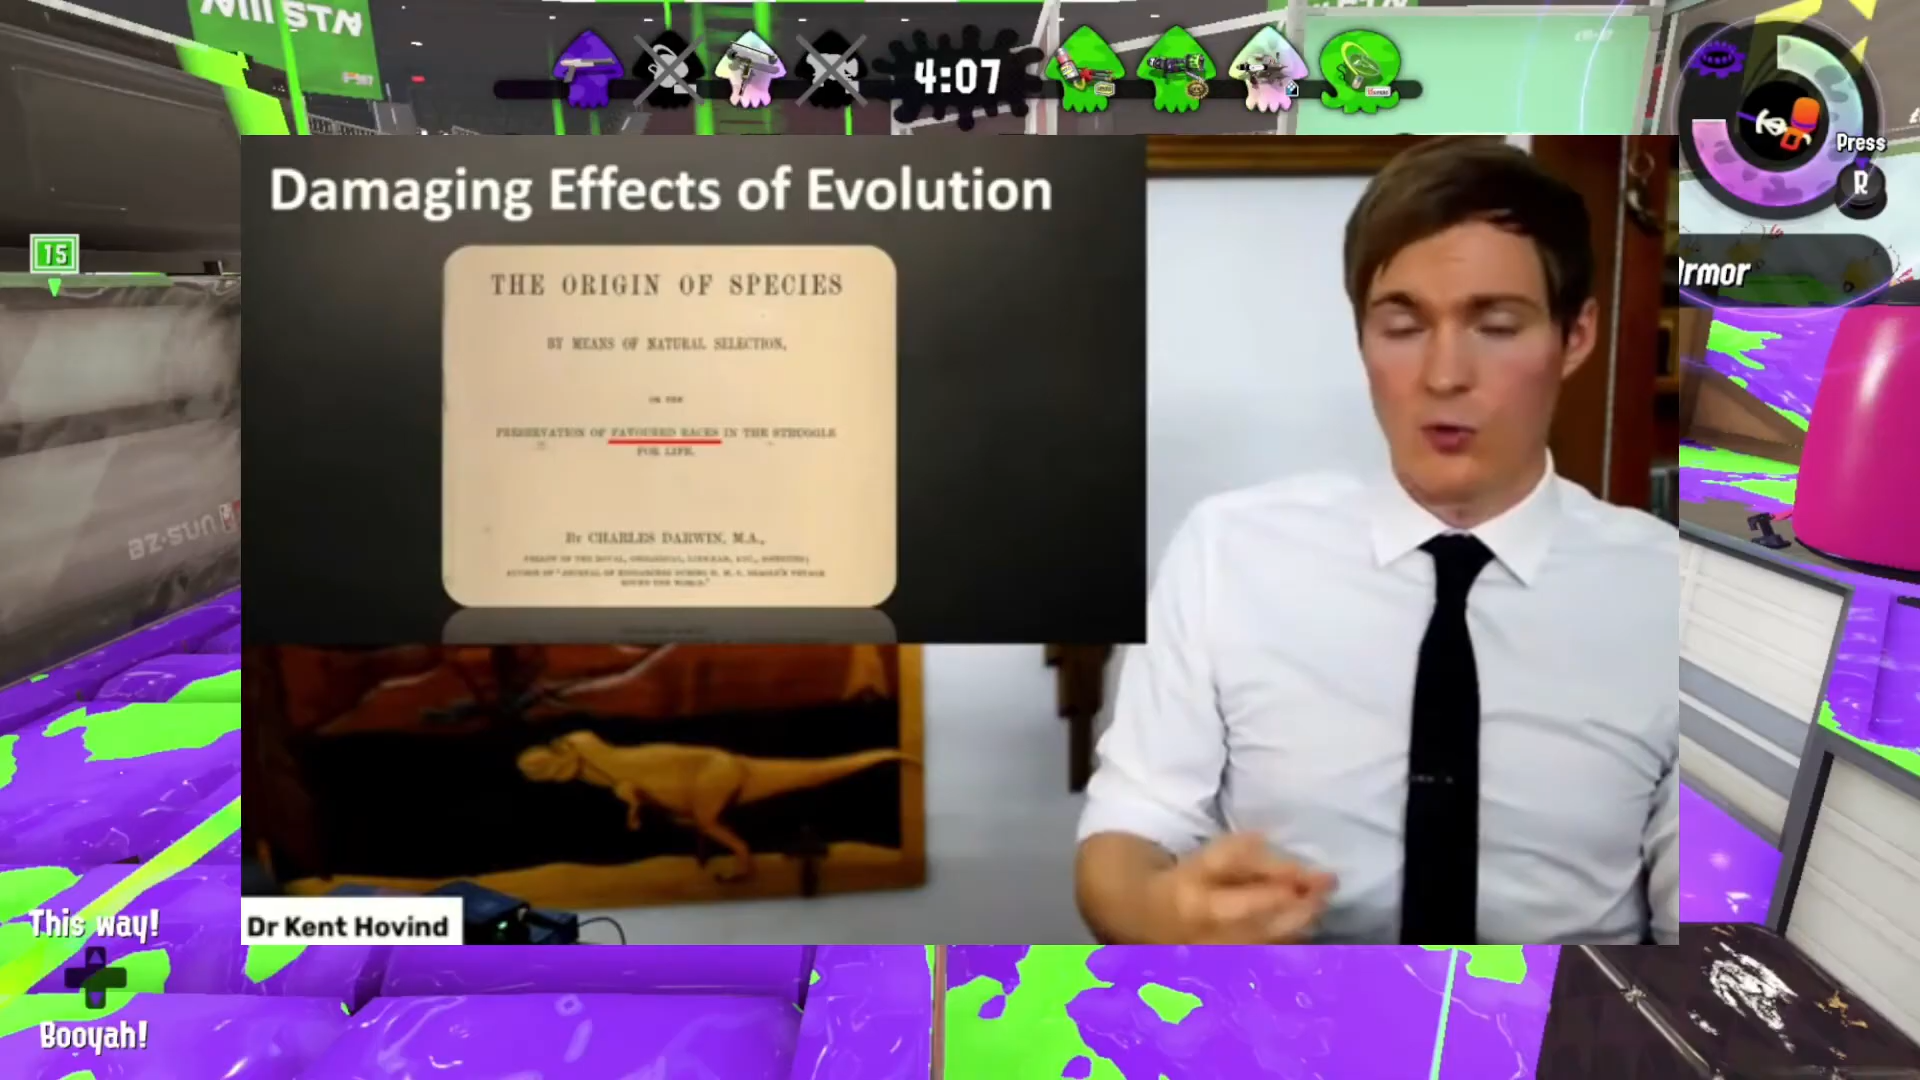 4:07
Press
R
15
Armor
Damaging Effects of Evolution
THE ORIGIN OF SPECIES
BY MEANS OF NATURAL SELECTION,
OR THE
PRESERVATION OF FAVOURED RACES IN THE STRUGGLE
FOR LIFE.
By CHARLES DARWIN, M.A.,
This way!
Dr Kent Hovind
Booyah!